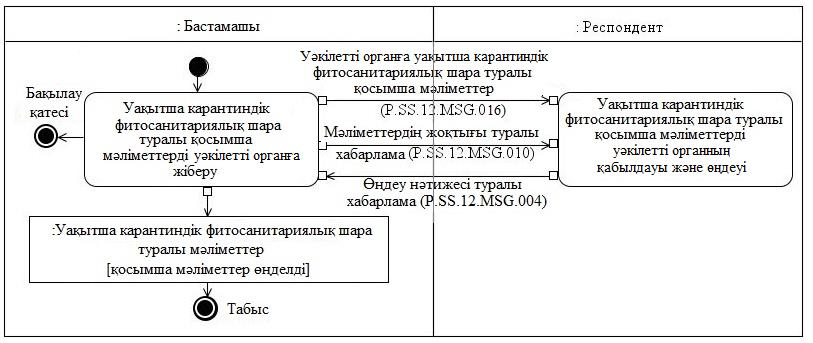 : Бастамашы
: Респондент
Уәкілетті органға уақытша карантиндік
фитосанитариялық шара туралы
қосымша мәліметтер
(P.SS.12.MSG.016)
Бақылау
қатесі
Уақытша карантиндік
фитосанитариялық шара
туралы қосымша
мәліметтерді уәкілетті органға
жіберу
Мәліметтердің жоқтығы туралы
хабарлама (P.SS.12.MSG.010)
Өңдеу нәтижесі туралы
хабарлама (P.SS.12.MSG.004)
Уақытша карантиндік
фитосанитариялық шара туралы
қосымша мәліметтерді
уәкілетті органның
қабылдауы және өңдеуі
:Уақытша карантиндік фитосанитариялық шара
туралы мәліметтер
[қосымша мәліметтер өңделді]
Табыс